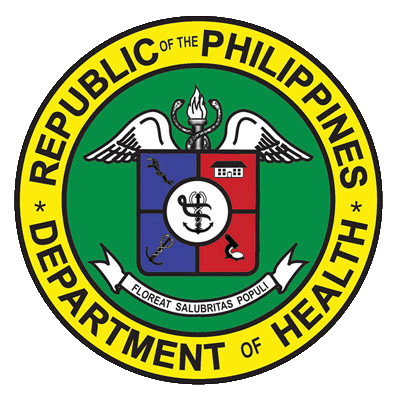 REPUBLIC OF THE PHILIPPINES
FLOREAT SALUBRITAS POPULI
* DEPARTMENT OF HEALTH *